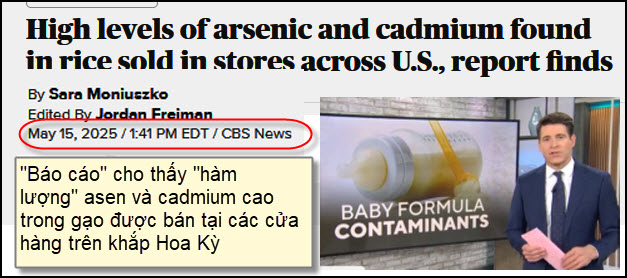 High levels of arsenic and cadmium found
in rice sold in stores across U.S., report finds
By Sara Moniuszko
Edited By Jordan Freiman
May 15, 2025 / 1:41 PM EDT / CBS News
"Báo cáo" cho thấy "hàm
lượng" asen và cadmium cao
trong gạo được bán tại các cửa
hàng trên khắp Hoa Kỳ
BABY FORMULA
CONTAMINANTS